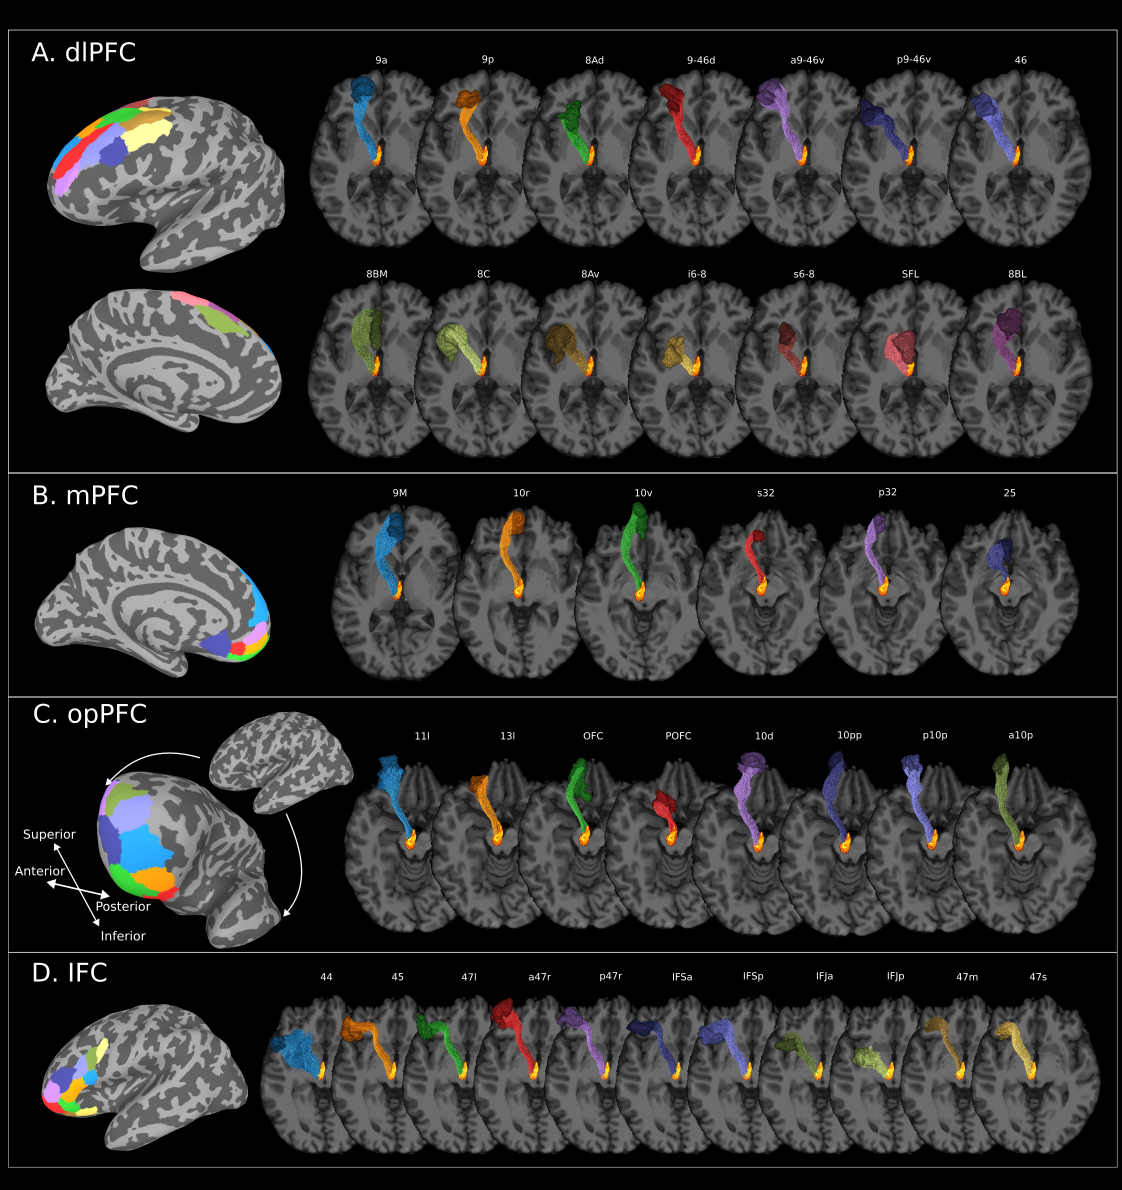 A. dlPFC
9a 9p 8Ad 9-46d a9-46v p9-46v 46
8BM 8C 8Av i6-8 s6-8 SFL 8BL
B. mPFC
9M 10r 10v s32 p32 25
C. opPFC
11l 13l OFC POFC 10d 10pp p10p a10p
Superior
Anterior
Posterior
Inferior
D. IFC
44 45 47l a47r p47r IFSa IFSp IFJa IFJp 47m 47s